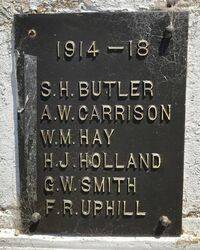 1914-18
S.H. BUTLER
A.W. CARRISON
W.M. HAY
H.J. HOLLAND
G.W. SMITH
F.R. UPHILL